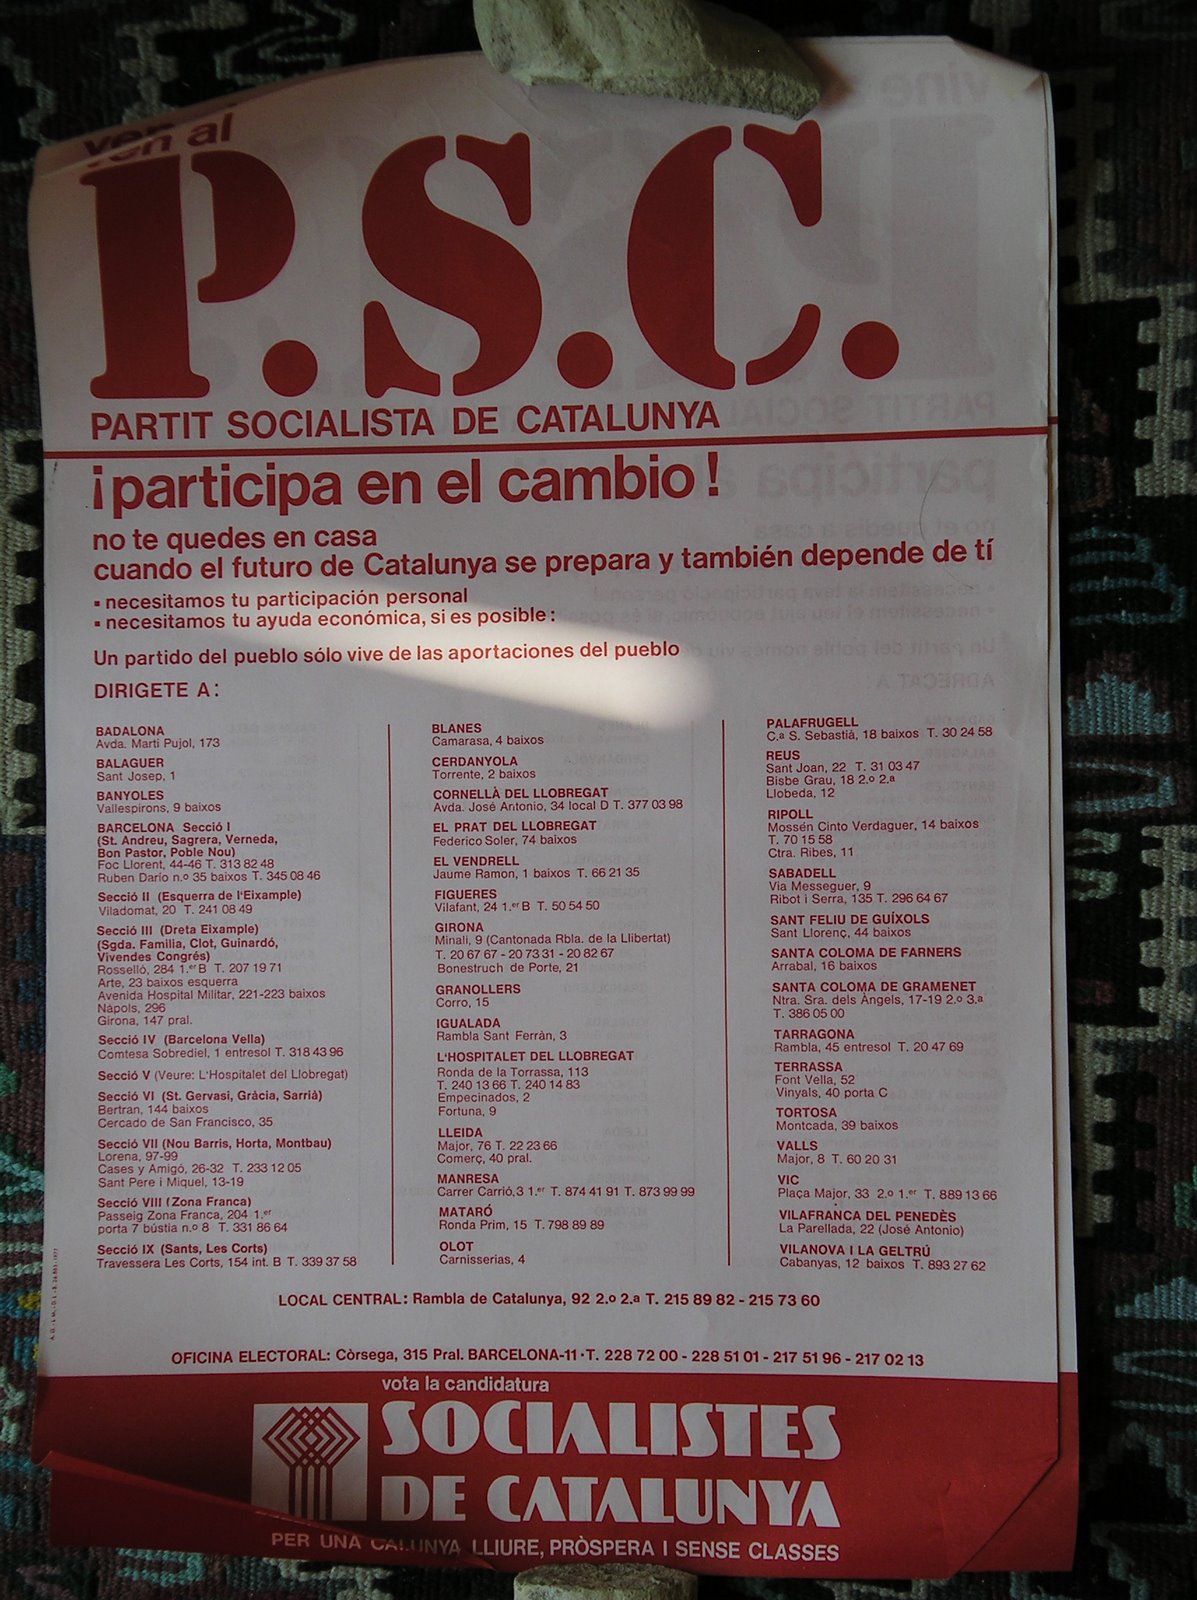 ven al
P.S.C.
PARTIT SOCIALISTA DE CATALUNYA
¡participa en el cambio!
no te quedes en casa
cuando el futuro de Catalunya se prepara y también depende de tí
▪ necesitamos tu participación personal
▪ necesitamos tu ayuda económica, si es posible:
Un partido del pueblo sólo vive de las aportaciones del pueblo
DIRIGETE A:
BADALONA
Avda. Martí Pujol, 173
BALAGUER
Sant Josep, 1
BANYOLES
Vallespirons, 9 baixos
BARCELONA Secció I
(St. Andreu, Sagrera, Verneda,
Bon Pastor, Poble Nou)
Foc Llorent, 44-46 T. 313 82 48
Ruben Darío n.º 35 baixos T. 345 08 46
Secció II (Esquerra de l'Eixample)
Viladomat, 20 T. 241 08 49
Secció III (Dreta Eixample)
(Sgda. Familia, Clot, Guinardó,
Vivendes Congrés)
Rosselló, 284 1.er B T. 207 19 71
Arte, 23 baixos esquerra
Avenida Hospital Militar, 221-223 baixos
Nàpols, 296
Girona, 147 pral.
Secció IV (Barcelona Vella)
Comtesa Sobrediel, 1 entresol T. 318 43 96
Secció V (Veure: L'Hospitalet del Llobregat)
Secció VI (St. Gervasi, Gràcia, Sarrià)
Bertran, 144 baixos
Cercado de San Francisco, 35
Secció VII (Nou Barris, Horta, Montbau)
Lorena, 97-99
Cases y Amigó, 26-32 T. 233 12 05
Sant Pere i Miquel, 13-19
Secció VIII (Zona Franca)
Passeig Zona Franca, 204 1.er
porta 7 bústia n.º 8 T. 331 86 64
Secció IX (Sants, Les Corts)
Travessera Les Corts, 154 int. B T. 339 37 58
BLANES
Camarasa, 4 baixos
CERDANYOLA
Torrente, 2 baixos
CORNELLÀ DEL LLOBREGAT
Avda. José Antonio, 34 local D T. 377 03 98
EL PRAT DEL LLOBREGAT
Federico Soler, 74 baixos
EL VENDRELL
Jaume Ramon, 1 baixos T. 66 21 35
FIGUERES
Vilafant, 24 1.er B T. 50 54 50
GIRONA
Minali, 9 (Cantonada Rbla. de la Llibertat)
T. 20 67 67 - 20 73 31 - 20 82 67
Bonestruch de Porte, 21
GRANOLLERS
Corro, 15
IGUALADA
Rambla Sant Ferràn, 3
L'HOSPITALET DEL LLOBREGAT
Ronda de la Torrassa, 113
T. 240 13 66 T. 240 14 83
Empecinados, 2
Fortuna, 9
LLEIDA
Major, 76 T. 22 23 66
Comerç, 40 pral.
MANRESA
Carrer Carrió,3 1.er T. 874 41 91 T. 873 99 99
MATARÓ
Ronda Prim, 15 T. 798 89 89
OLOT
Carnisserias, 4
PALAFRUGELL
C.ª S. Sebastià, 18 baixos T. 30 24 58
REUS
Sant Joan, 22 T. 31 03 47
Bisbe Grau, 18 2.º 2.ª
Llobeda, 12
RIPOLL
Mossén Cinto Verdaguer, 14 baixos
T. 70 15 58
Ctra. Ribes, 11
SABADELL
Via Messeguer, 9
Ribot i Serra, 135 T. 296 64 67
SANT FELIU DE GUÍXOLS
Sant Llorenç, 44 baixos
SANTA COLOMA DE FARNERS
Arrabal, 16 baixos
SANTA COLOMA DE GRAMENET
Ntra. Sra. dels Àngels, 17-19 2.º 3.ª
T. 386 05 00
TARRAGONA
Rambla, 45 entresol T. 20 47 69
TERRASSA
Font Vella, 52
Vinyals, 40 porta C
TORTOSA
Montcada, 39 baixos
VALLS
Major, 8 T. 60 20 31
VIC
Plaça Major, 33 2.º 1.er T. 889 13 66
VILAFRANCA DEL PENEDÈS
La Parellada, 22 (José Antonio)
VILANOVA I LA GELTRÚ
Cabanyas, 12 baixos T. 893 27 62
LOCAL CENTRAL: Rambla de Catalunya, 92 2.º 2.ª T. 215 89 82 - 215 73 60
OFICINA ELECTORAL: Còrsega, 315 Pral. BARCELONA-11 · T. 228 72 00 - 228 51 01 - 217 51 96 - 217 02 13
vota la candidatura
SOCIALISTES
DE CATALUNYA
PER UNA CALUNYA LLIURE, PRÒSPERA I SENSE CLASSES